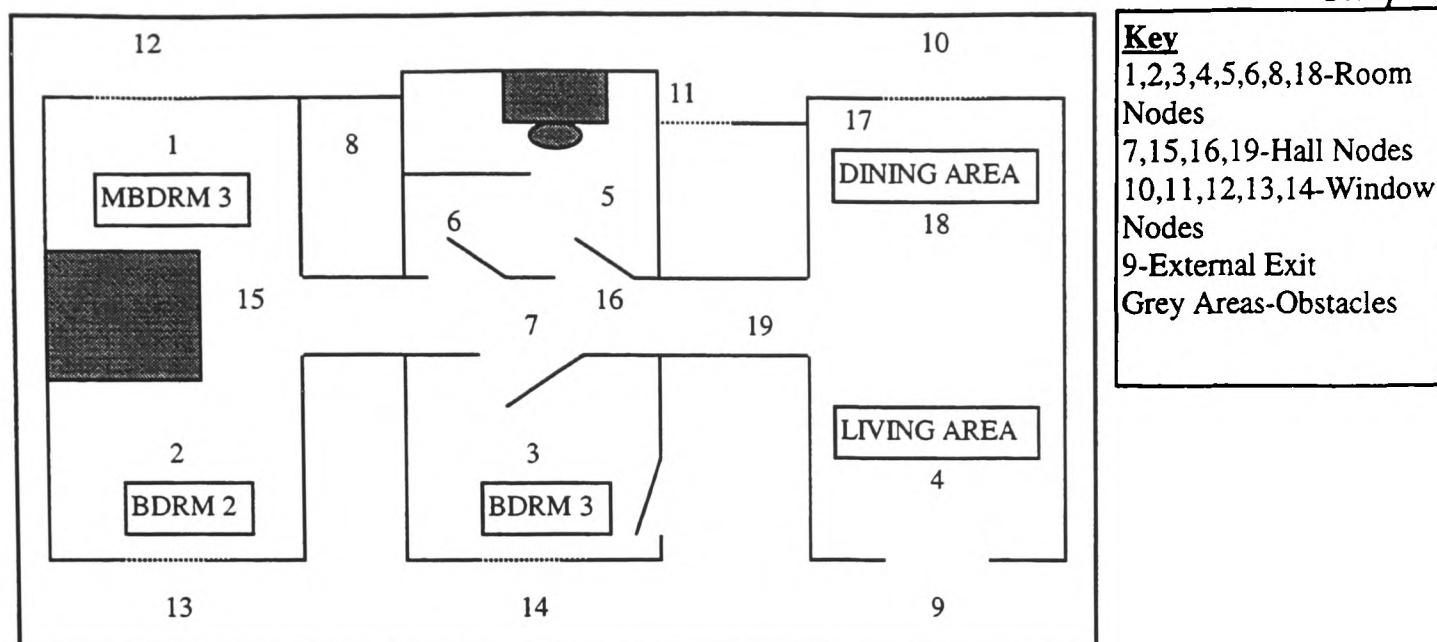 12
10
11
17
1
8
MBDRM 3
DINING AREA
5
6
18
15
16
7
19
LIVING AREA
2
3
4
BDRM 2
BDRM 3
13
14
9
Key
1,2,3,4,5,6,8,18-Room
Nodes
7,15,16,19-Hall Nodes
10,11,12,13,14-Window
Nodes
9-External Exit
Grey Areas-Obstacles